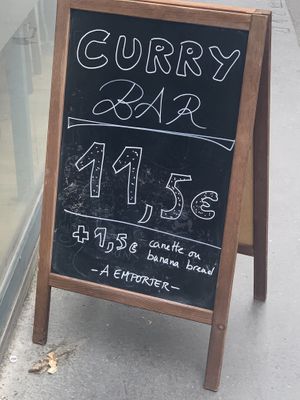 CURRY
BAR
11,5€
+1,5€ canette ou
banana bread
- A EMPORTER -